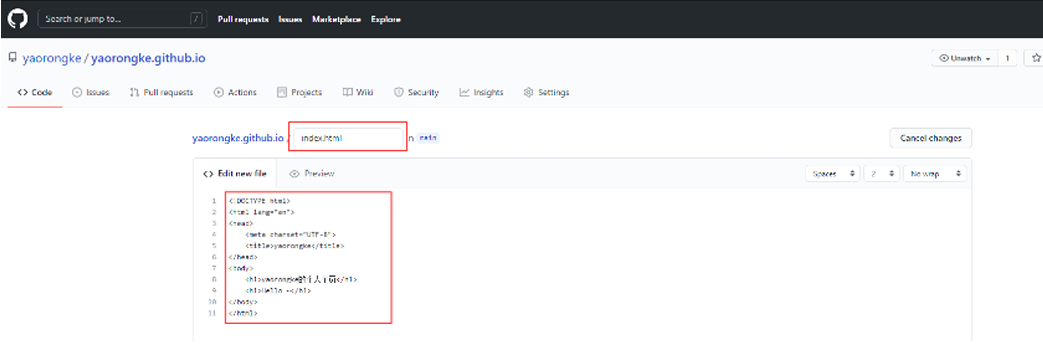 Search or jump to... /
Pull requests Issues Marketplace Explore
yaorongke / yaorongke.github.io
Unwatch 1
Code Issues Pull requests Actions Projects Wiki Security Insights Settings
yaorongke.github.io / index.html in main
Cancel changes
Edit new file Preview
Spaces 2 No wrap
1 <!DOCTYPE html>
2 <html lang="en">
3 <head>
4 <meta charset="UTF-8">
5 <title>yaorongke</title>
6 </head>
7 <body>
8 <h1>yaorongke的个人主页</h1>
9 <h1>Hello ~</h1>
10 </body>
11 </html>